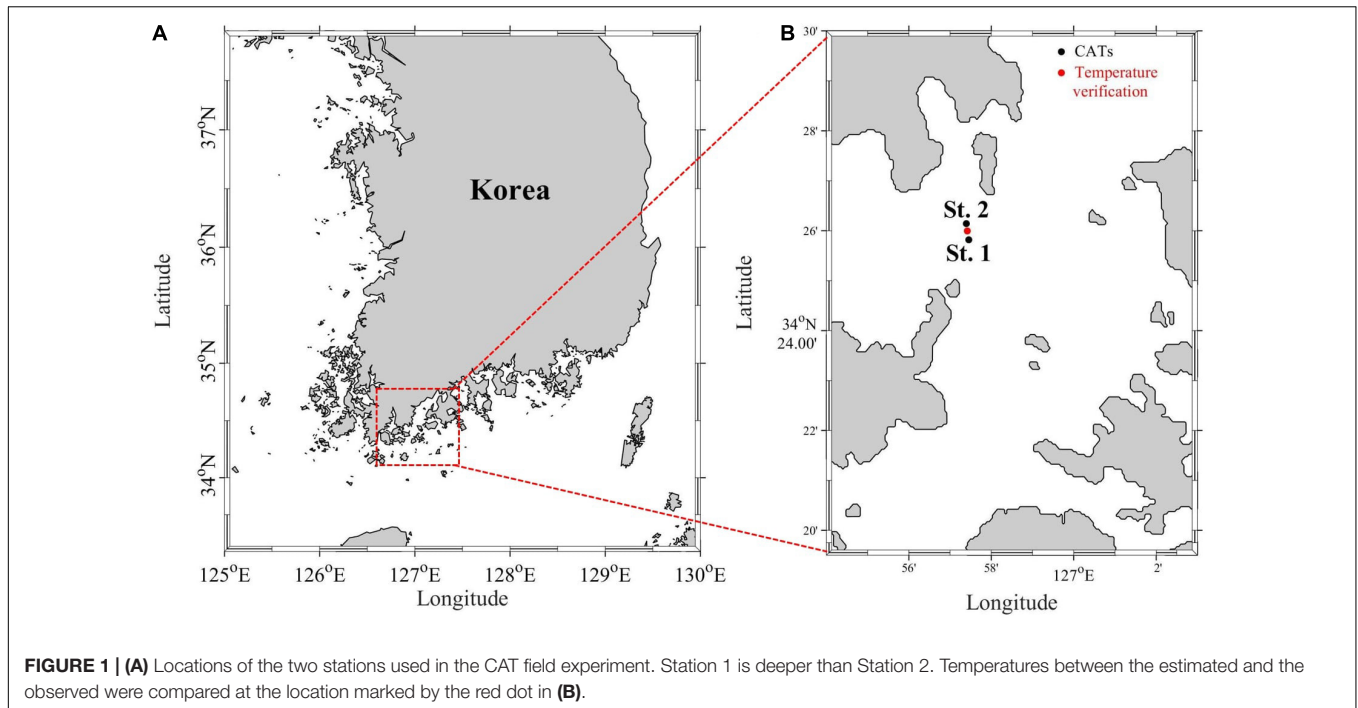 A
Korea
37°N
36°N
35°N
34°N
Latitude
125°E
126°E
127°E
128°E
129°E
130°E
Longitude
B
CATs
Temperature
verification
St. 2
St. 1
30'
28'
26'
34°N
24.00'
22'
20'
Latitude
56'
58'
127°E
2'
Longitude
FIGURE 1 | (A) Locations of the two stations used in the CAT field experiment. Station 1 is deeper than Station 2. Temperatures between the estimated and the
observed were compared at the location marked by the red dot in (B).